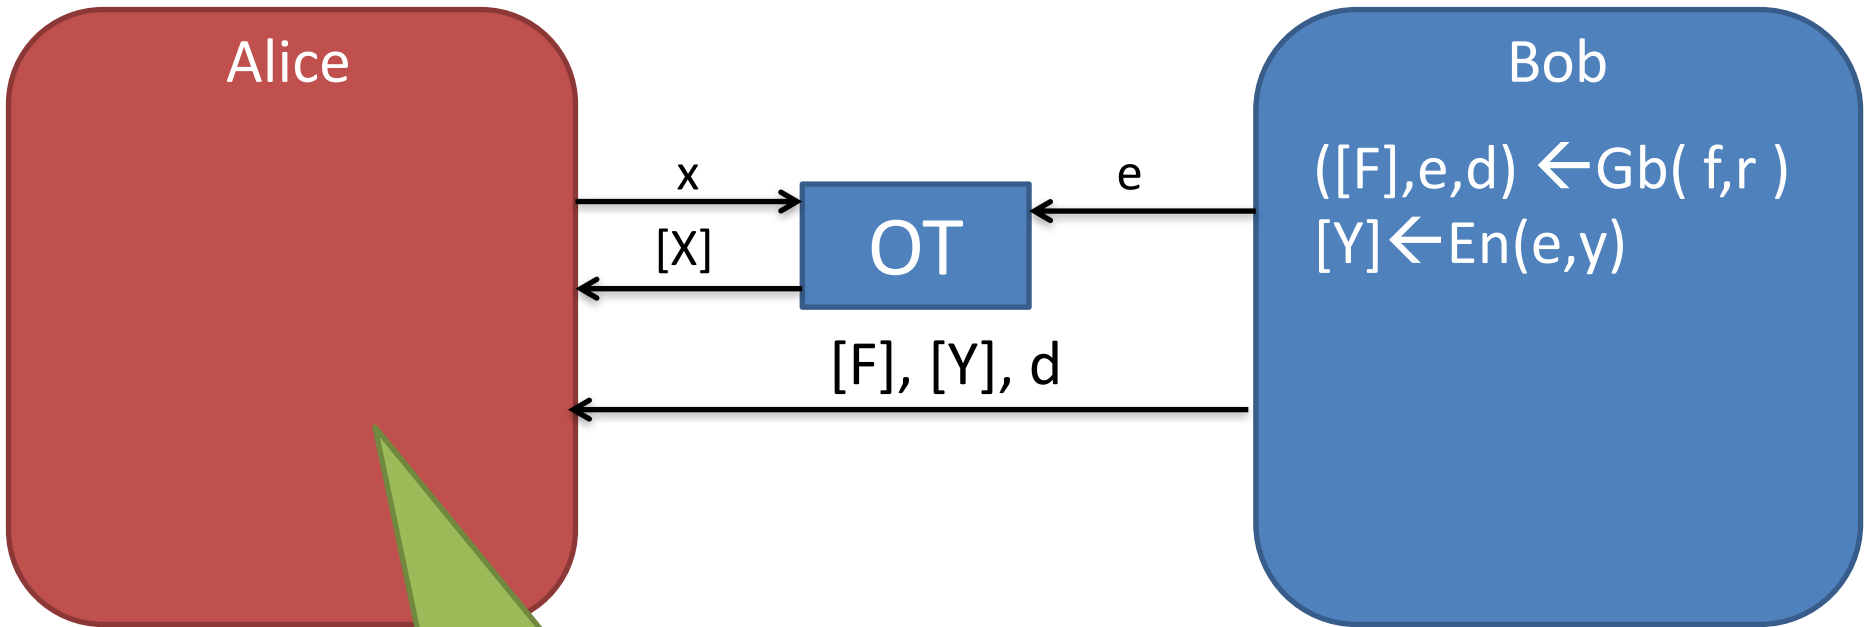 Alice
Bob
x
e
([F],e,d) ←Gb( f,r )
[X]
OT
[Y]←En(e,y)
[F], [Y], d